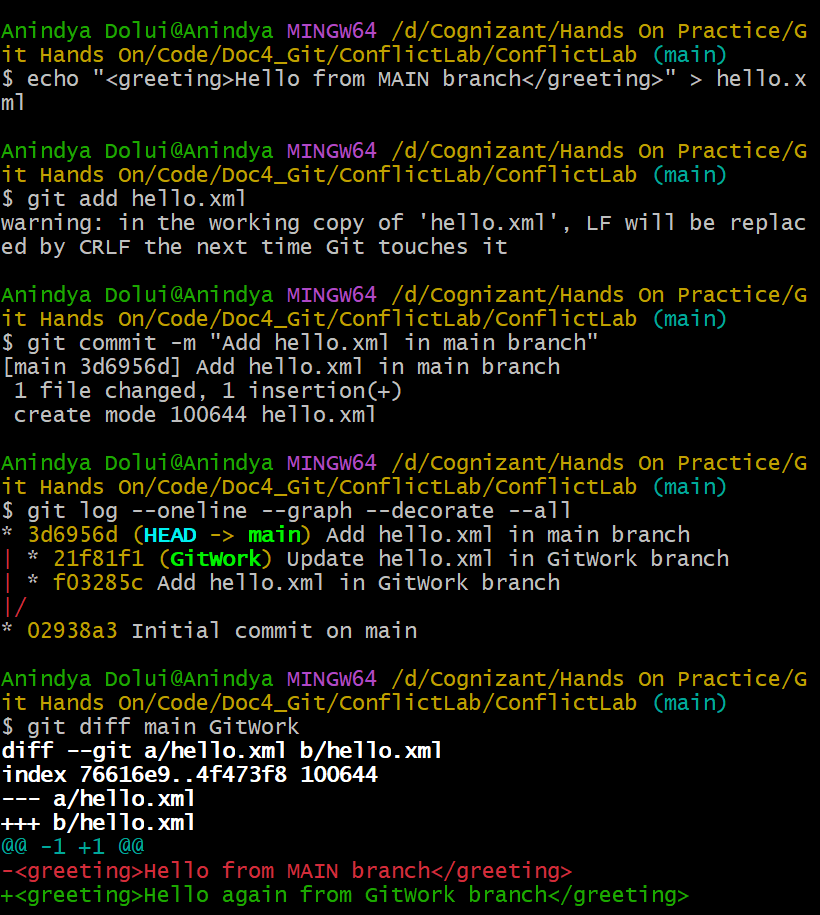 Anindya Dolui@Anindya MINGW64 /d/Cognizant/Hands On Practice/G
it Hands On/Code/Doc4_Git/ConflictLab/ConflictLab (main)
$ echo "<greeting>Hello from MAIN branch</greeting>" > hello.x
ml
Anindya Dolui@Anindya MINGW64 /d/Cognizant/Hands On Practice/G
it Hands On/Code/Doc4_Git/ConflictLab/ConflictLab (main)
$ git add hello.xml
warning: in the working copy of 'hello.xml', LF will be replac
ed by CRLF the next time Git touches it
Anindya Dolui@Anindya MINGW64 /d/Cognizant/Hands On Practice/G
it Hands On/Code/Doc4_Git/ConflictLab/ConflictLab (main)
$ git commit -m "Add hello.xml in main branch"
[main 3d6956d] Add hello.xml in main branch
 1 file changed, 1 insertion(+)
 create mode 100644 hello.xml
Anindya Dolui@Anindya MINGW64 /d/Cognizant/Hands On Practice/G
it Hands On/Code/Doc4_Git/ConflictLab/ConflictLab (main)
$ git log --oneline --graph --decorate --all
* 3d6956d (HEAD -> main) Add hello.xml in main branch
| * 21f81f1 (GitWork) Update hello.xml in GitWork branch
| * f03285c Add hello.xml in GitWork branch
|/
* 02938a3 Initial commit on main
Anindya Dolui@Anindya MINGW64 /d/Cognizant/Hands On Practice/G
it Hands On/Code/Doc4_Git/ConflictLab/ConflictLab (main)
$ git diff main GitWork
diff --git a/hello.xml b/hello.xml
index 76616e9..4f473f8 100644
--- a/hello.xml
+++ b/hello.xml
@@ -1 +1 @@
-<greeting>Hello from MAIN branch</greeting>
+<greeting>Hello again from GitWork branch</greeting>